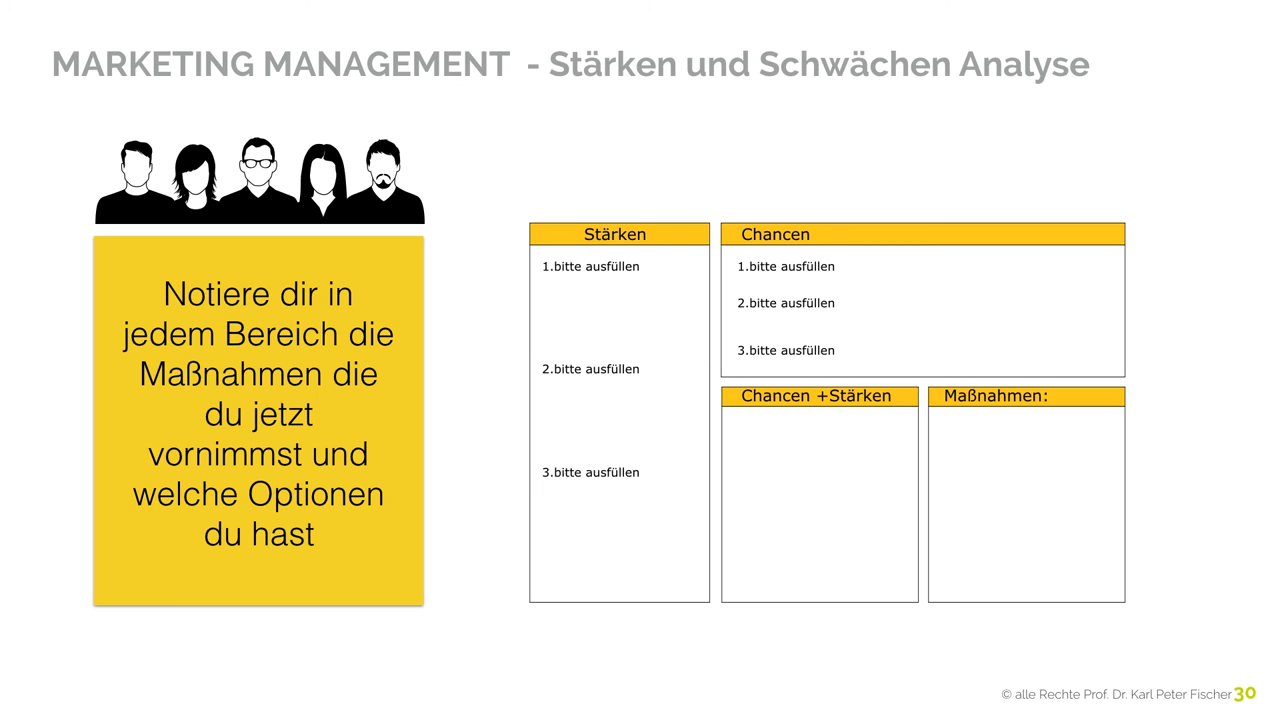 MARKETING MANAGEMENT - Stärken und Schwächen Analyse
Notiere dir in
jedem Bereich die
Maßnahmen die
du jetzt
vornimmst und
welche Optionen
du hast
Stärken
1.bitte ausfüllen
2.bitte ausfüllen
3.bitte ausfüllen
Chancen
1.bitte ausfüllen
2.bitte ausfüllen
3.bitte ausfüllen
Chancen +Stärken
Maßnahmen:
© alle Rechte Prof. Dr. Karl Peter Fischer 30